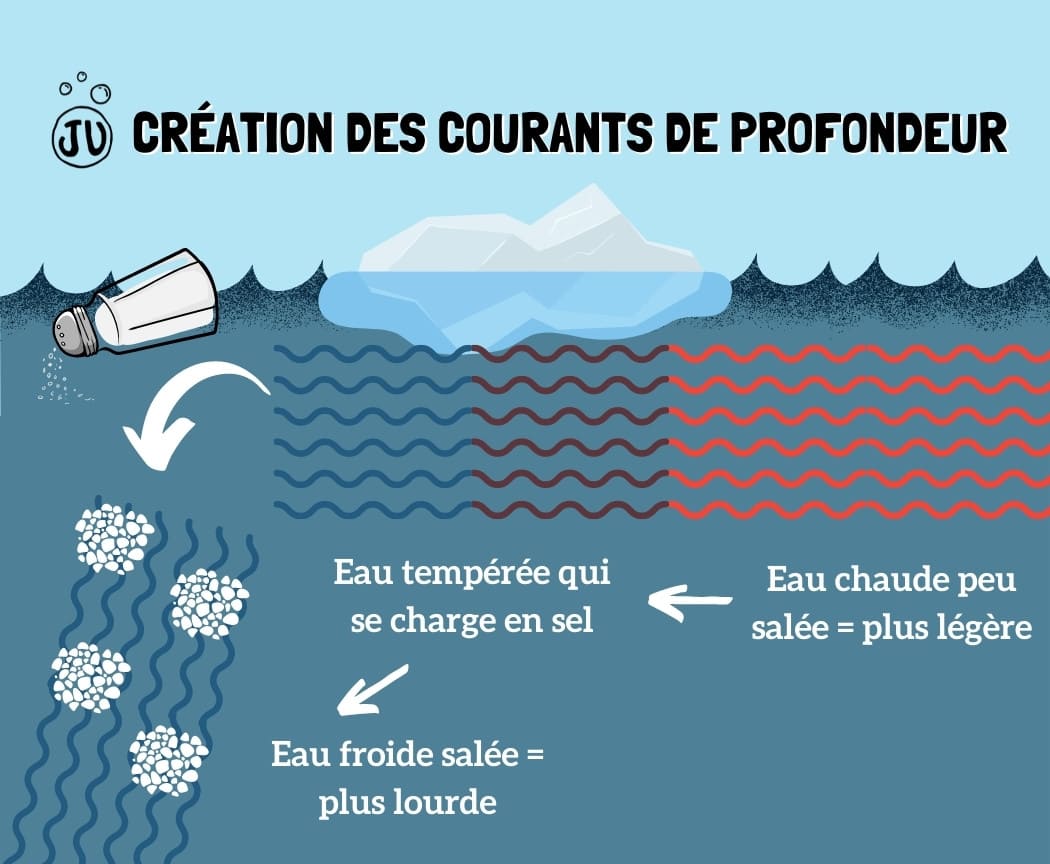 JV
CRÉATION DES COURANTS DE PROFONDEUR
Eau tempérée qui
se charge en sel
Eau chaude peu
salée = plus légère
Eau froide salée =
plus lourde